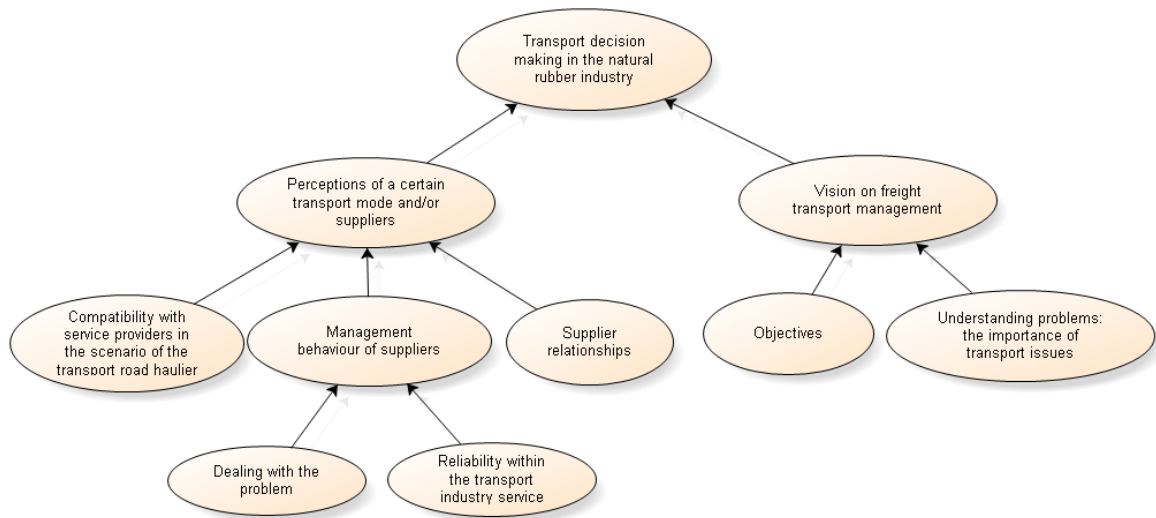 Transport decision
making in the natural
rubber industry
Perceptions of a certain
transport mode and/or
suppliers
Vision on freight
transport management
Compatibility with
service providers in
the scenario of the
transport road haulier
Management
behaviour of suppliers
Supplier
relationships
Objectives
Understanding problems:
the importance of
transport issues
Dealing with the
problem
Reliability within
the transport
industry service